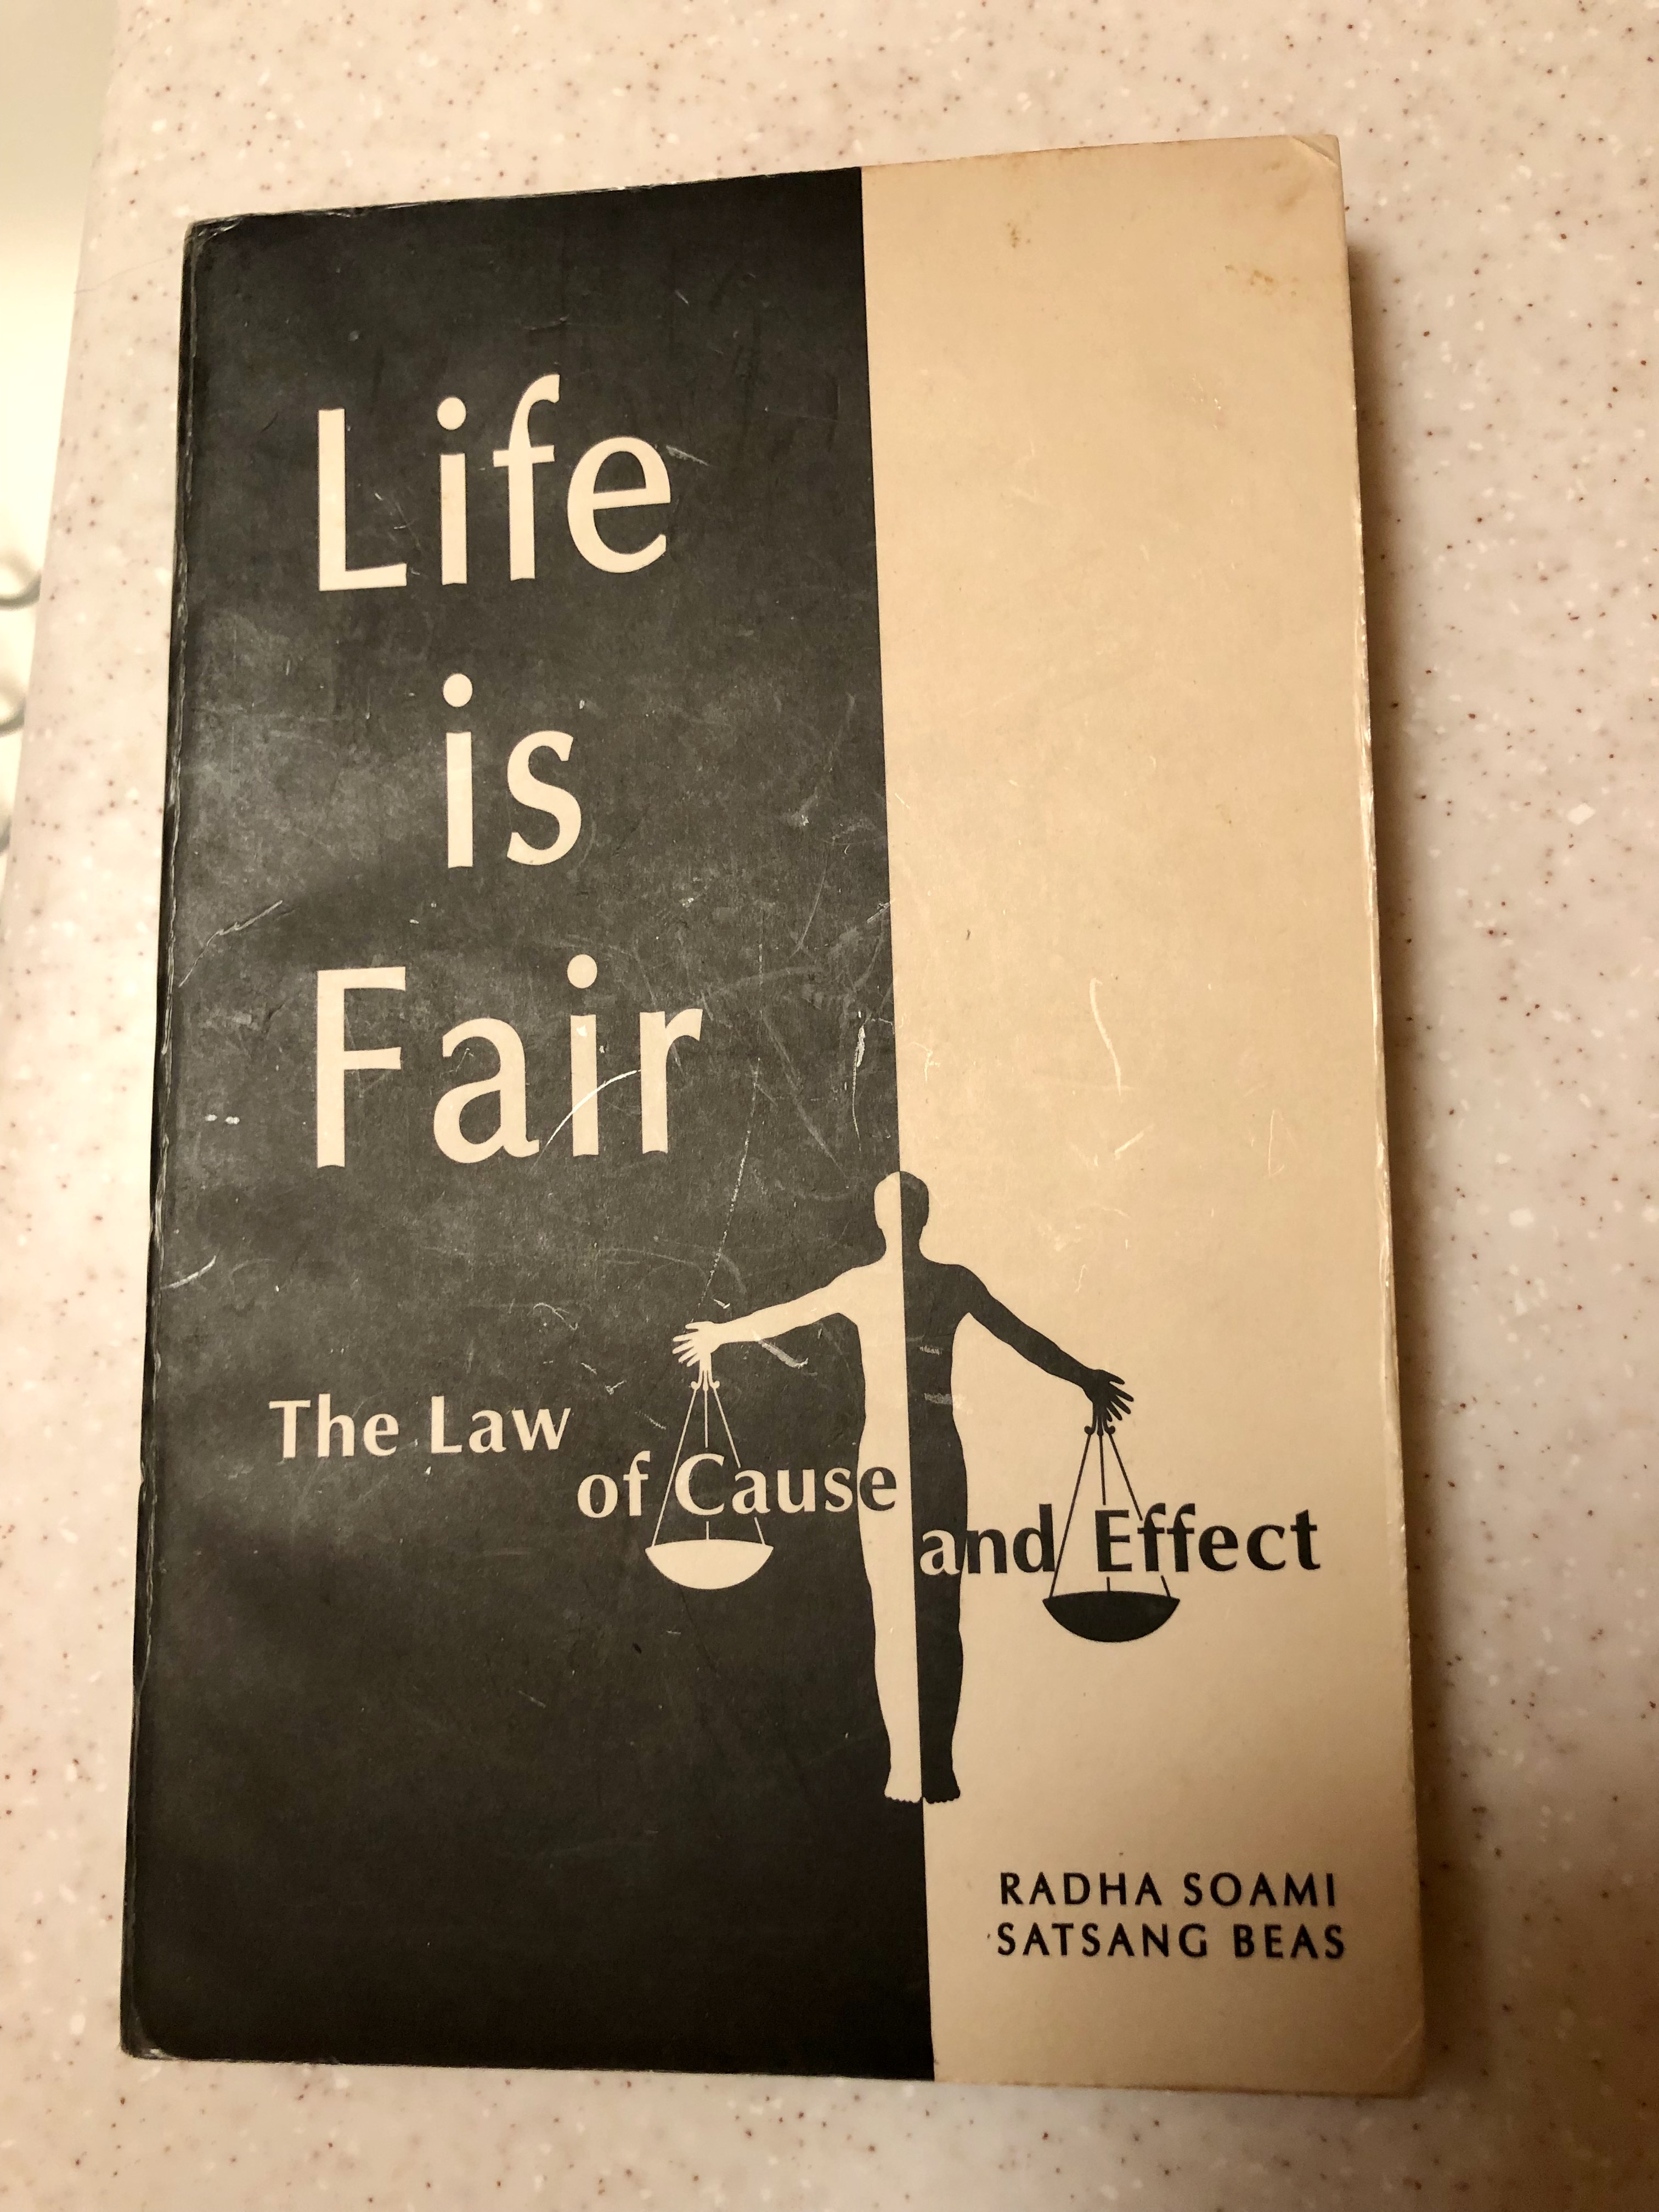 Life
is
Fair
The Law
of Cause
and Effect
RADHA SOAMI
SATSANG BEAS